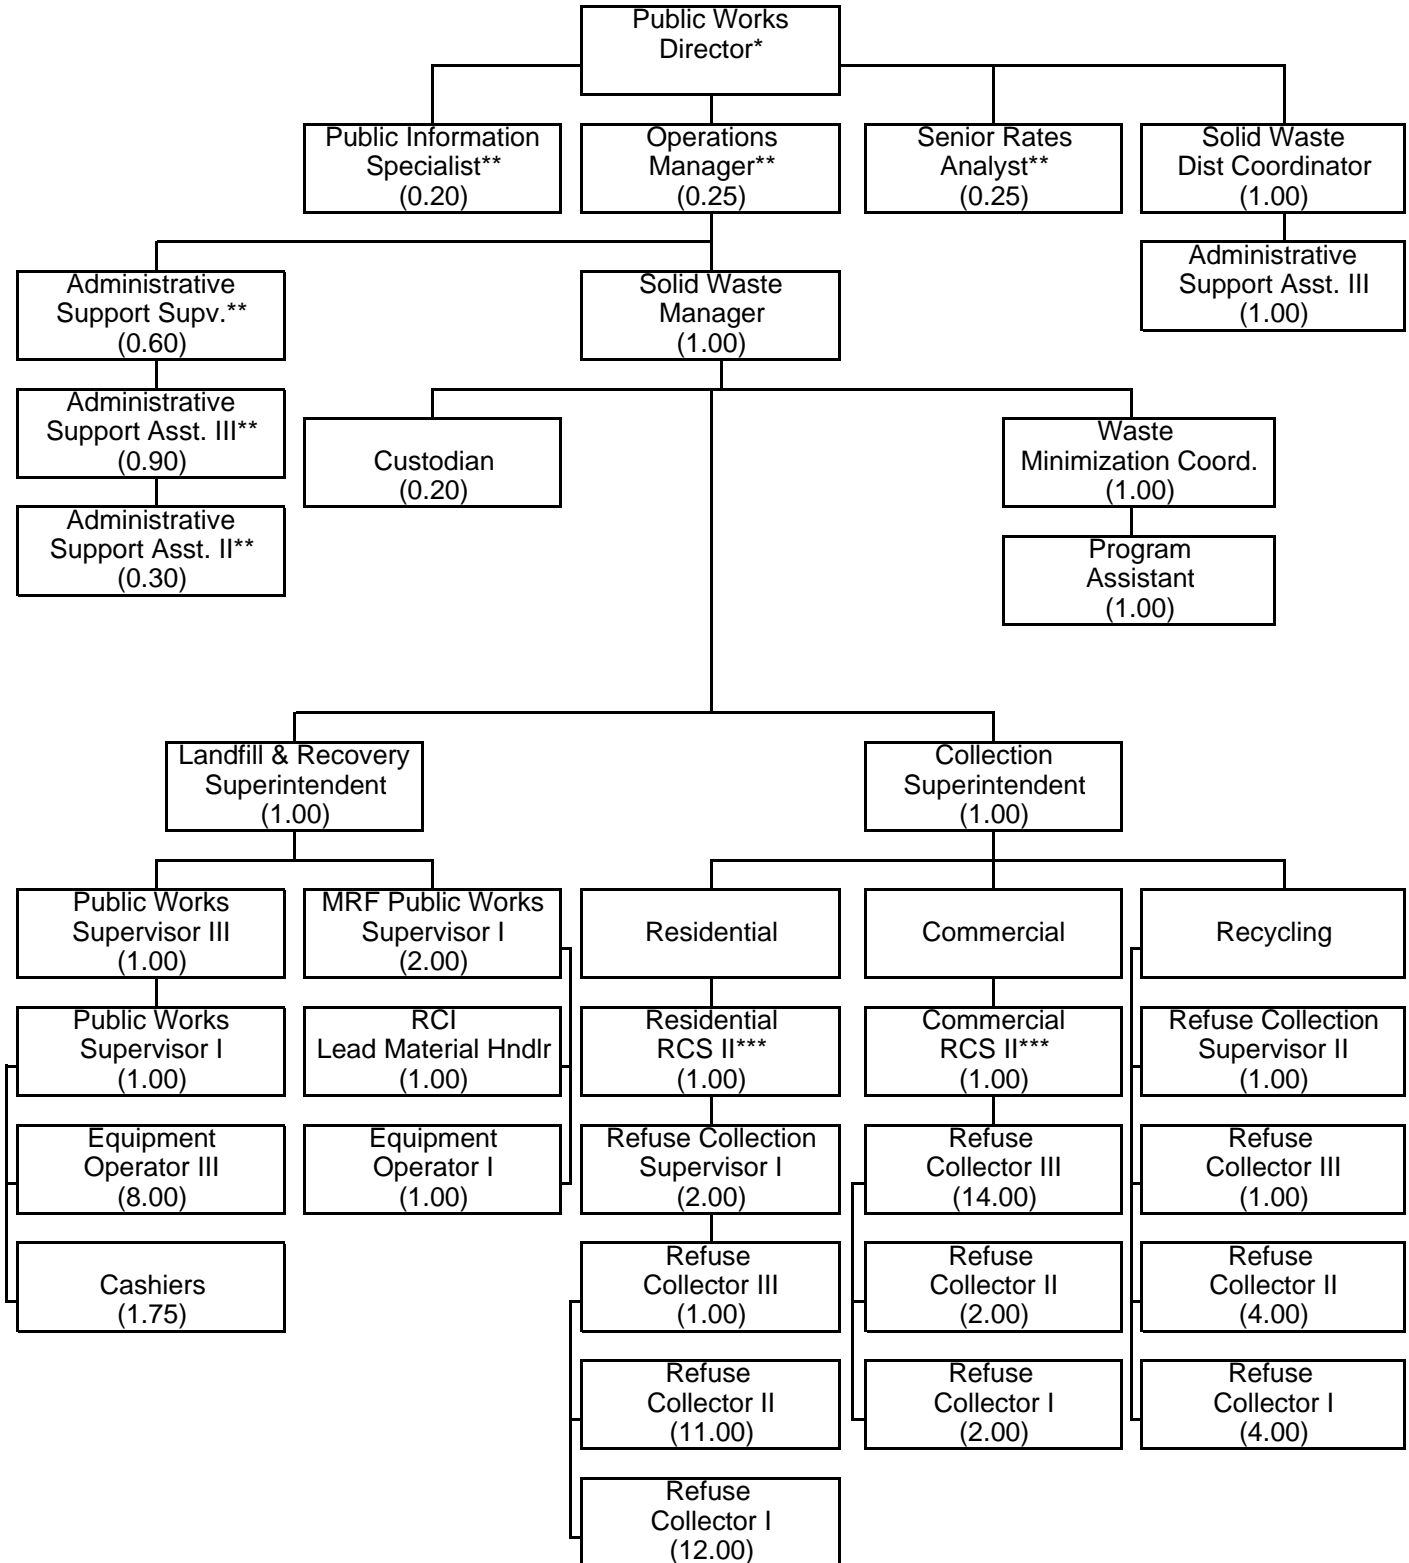 Public Works
Director*
Public Information
Specialist**
(0.20)
Operations
Manager**
(0.25)
Senior Rates
Analyst**
(0.25)
Solid Waste
Dist Coordinator
(1.00)
Administrative
Support Supv.**
(0.60)
Solid Waste
Manager
(1.00)
Administrative
Support Asst. III
(1.00)
Administrative
Support Asst. III**
(0.90)
Custodian
(0.20)
Waste
Minimization Coord.
(1.00)
Administrative
Support Asst. II**
(0.30)
Program
Assistant
(1.00)
Landfill & Recovery
Superintendent
(1.00)
Collection
Superintendent
(1.00)
Public Works
Supervisor III
(1.00)
MRF Public Works
Supervisor I
(2.00)
Residential
Commercial
Recycling
Public Works
Supervisor I
(1.00)
RCI
Lead Material Hndlr
(1.00)
Residential
RCS II***
(1.00)
Commercial
RCS II***
(1.00)
Refuse Collection
Supervisor II
(1.00)
Equipment
Operator III
(8.00)
Equipment
Operator I
(1.00)
Refuse Collection
Supervisor I
(2.00)
Refuse
Collector III
(14.00)
Refuse
Collector III
(1.00)
Cashiers
(1.75)
Refuse
Collector III
(1.00)
Refuse
Collector II
(2.00)
Refuse
Collector II
(4.00)
Refuse
Collector II
(11.00)
Refuse
Collector I
(2.00)
Refuse
Collector I
(4.00)
Refuse
Collector I
(12.00)